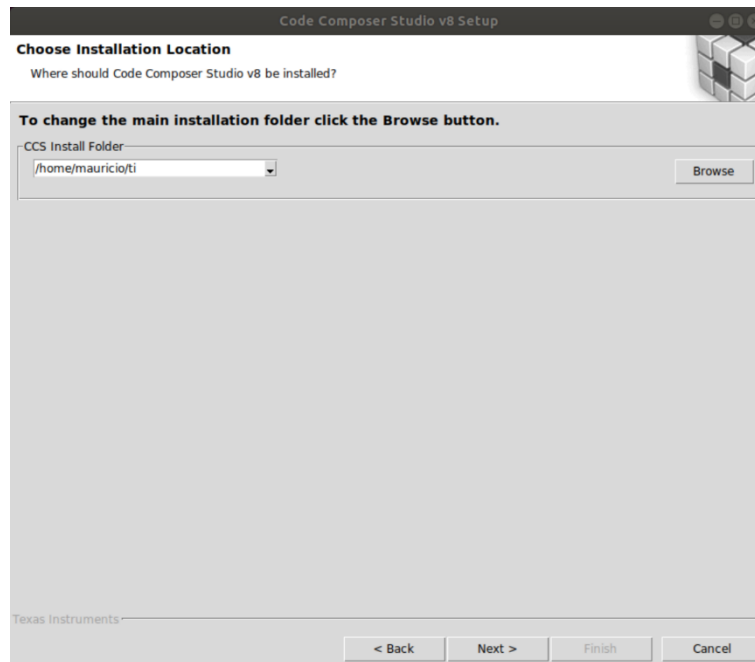 Code Composer Studio v8 Setup
Choose Installation Location
Where should Code Composer Studio v8 be installed?
To change the main installation folder click the Browse button.
CCS Install Folder
/home/mauricio/ti
Browse
Texas Instruments
< Back Next > Finish Cancel